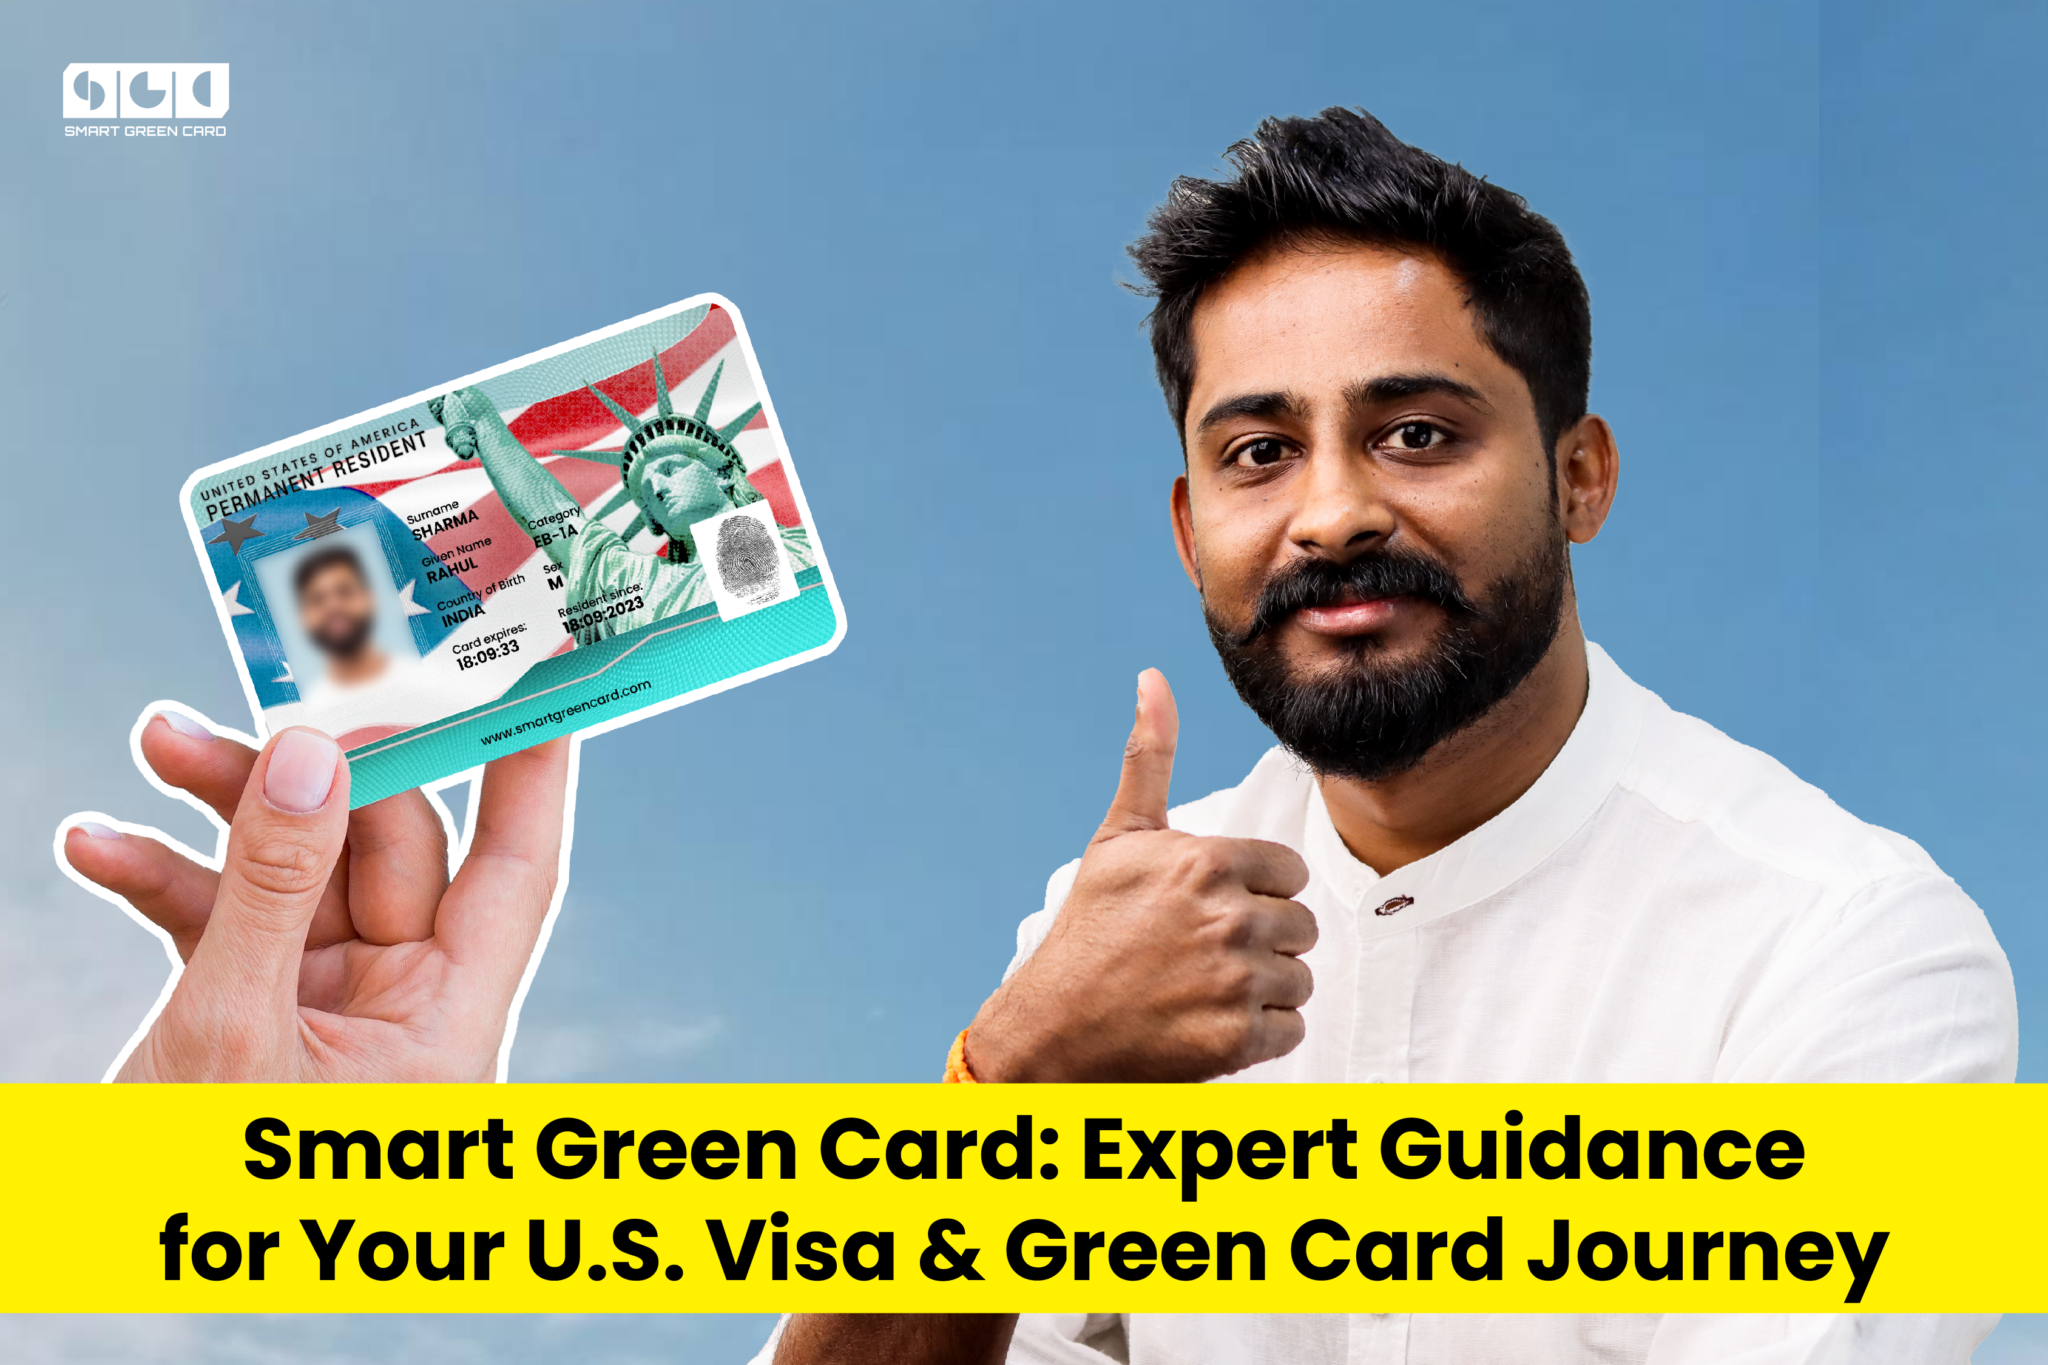 SMART GREEN CARD
UNITED STATES OF AMERICA
PERMANENT RESIDENT
Surname
SHARMA
Given Name
RAHUL
Country of Birth
INDIA
Card expires:
18:09:33
Category
EB-1A
Sex
M
Resident since:
18:09:2023
www.smartgreencard.com
Smart Green Card: Expert Guidance
for Your U.S. Visa & Green Card Journey